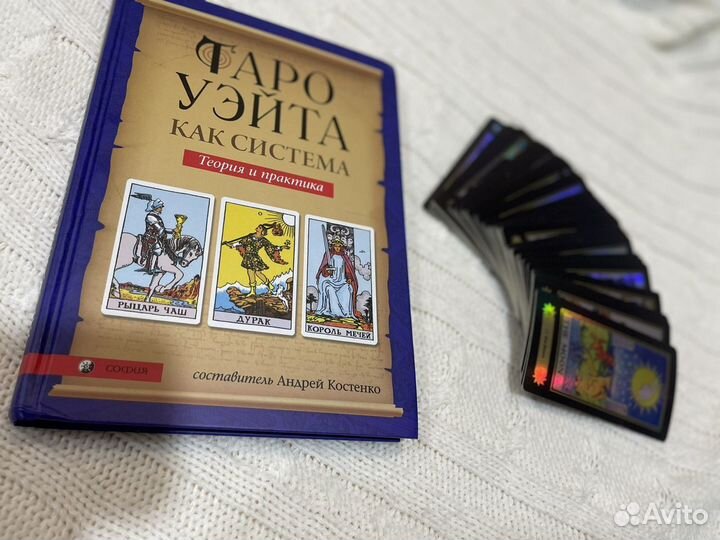 ТАРО
УЭЙТА
КАК СИСТЕМА
Теория и практика
РЫЦАРЬ ЧАШ
ДУРАК
КОРОЛЬ МЕЧЕЙ
СОФИЯ
составитель Андрей Костенко
Avito